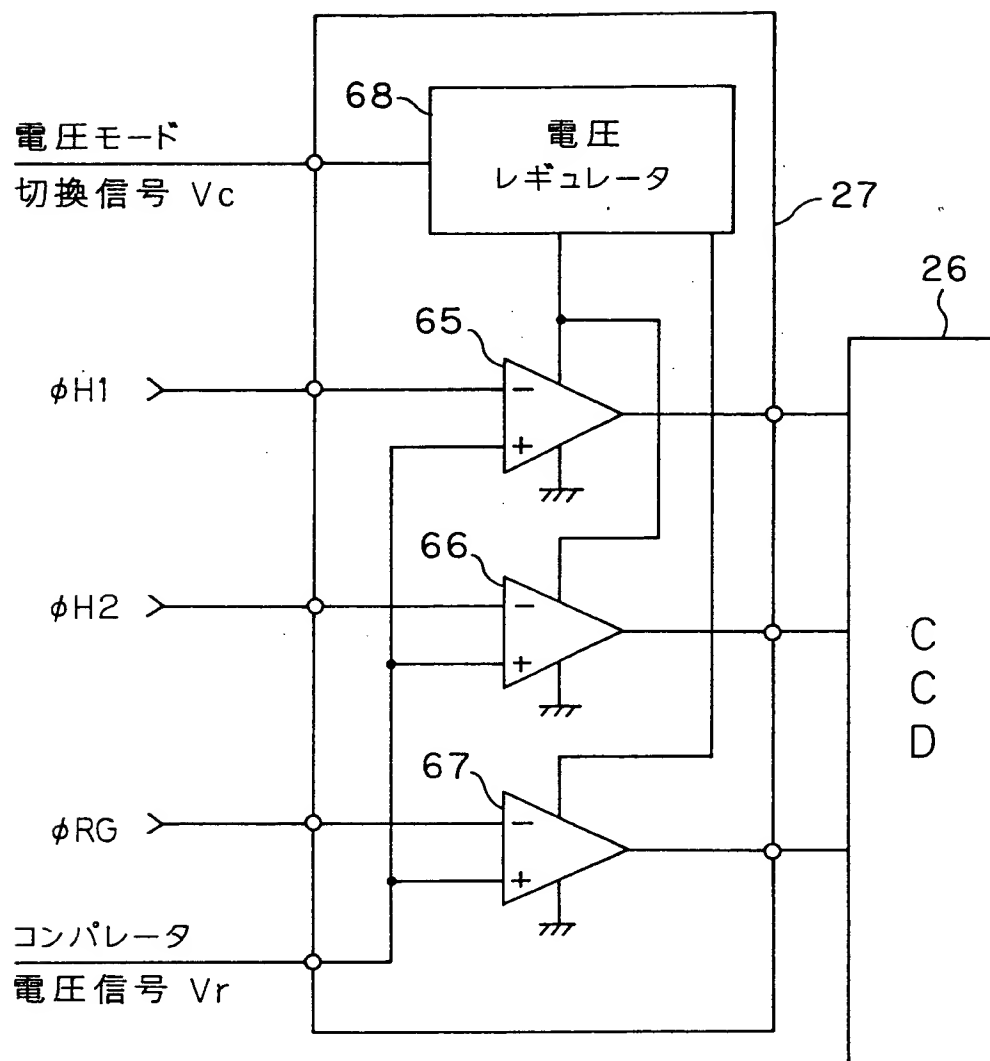 68
電圧
レギュレータ
電圧モード
切換信号 Vc
27
26
65
φH1
−
+
66
φH2
−
+
CCD
67
φRG
−
+
コンパレータ
電圧信号 Vr